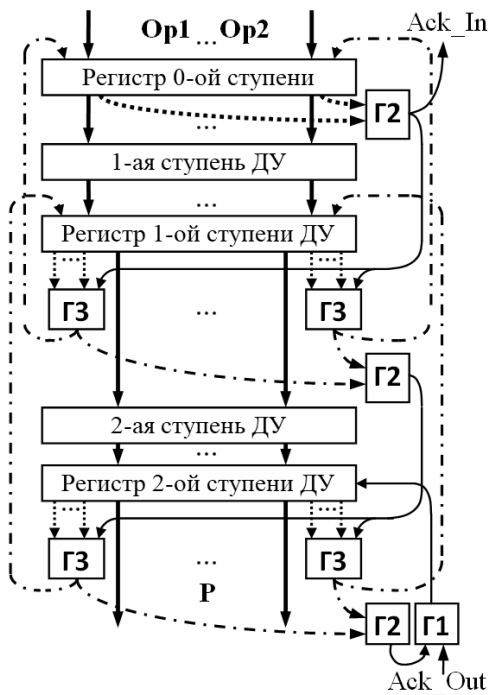 Ack_In
Op1 ... Op2
Регистр 0-ой ступени
Г2
...
1-ая ступень ДУ
...
Регистр 1-ой ступени ДУ
... ...
Г3 ... Г3
Г2
2-ая ступень ДУ
...
Регистр 2-ой ступени ДУ
... ...
Г3 ... Г3
P
Г2 Г1
Ack_Out